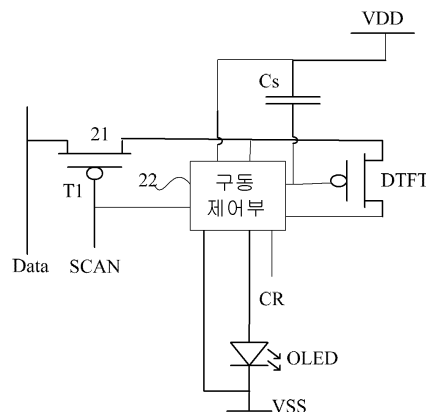 VDD
Cs
21
DTFT
T1
22
구동
제어부
Data
SCAN
CR
OLED
VSS